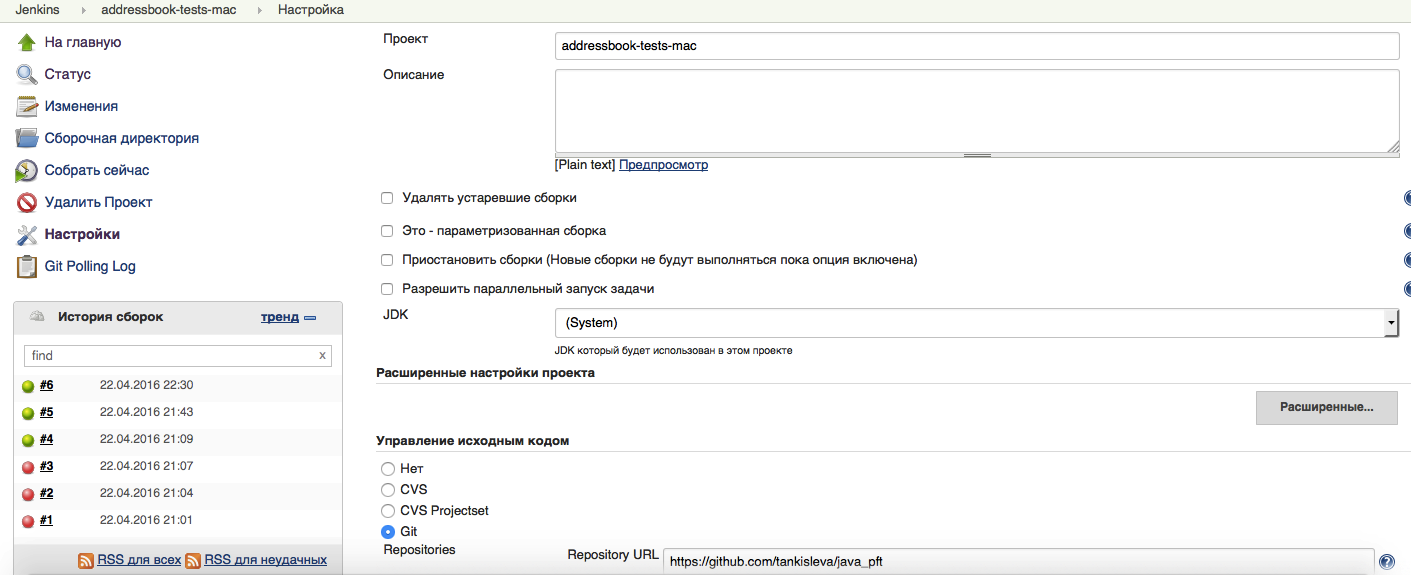 Jenkins addressbook-tests-mac Настройка
На главную
Статус
Изменения
Сборочная директория
Собрать сейчас
Удалить Проект
Настройки
Git Polling Log
История сборок тренд
find x
#6 22.04.2016 22:30
#5 22.04.2016 21:43
#4 22.04.2016 21:09
#3 22.04.2016 21:07
#2 22.04.2016 21:04
#1 22.04.2016 21:01
RSS для всех RSS для неудачных
Проект addressbook-tests-mac
Описание
[Plain text] Предпросмотр
Удалять устаревшие сборки
Это - параметризованная сборка
Приостановить сборки (Новые сборки не будут выполняться пока опция включена)
Разрешить параллельный запуск задачи
JDK (System)
JDK который будет использован в этом проекте
Расширенные настройки проекта
Расширенные...
Управление исходным кодом
Нет
CVS
CVS Projectset
Git
Repositories Repository URL https://github.com/tankisleva/java_pft ?